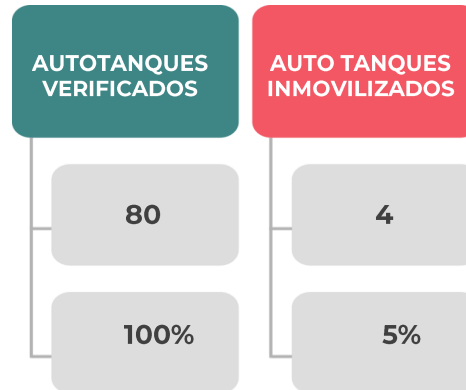 AUTOTANQUES
VERIFICADOS
80
100%
AUTO TANQUES
INMOVILIZADOS
4
5%